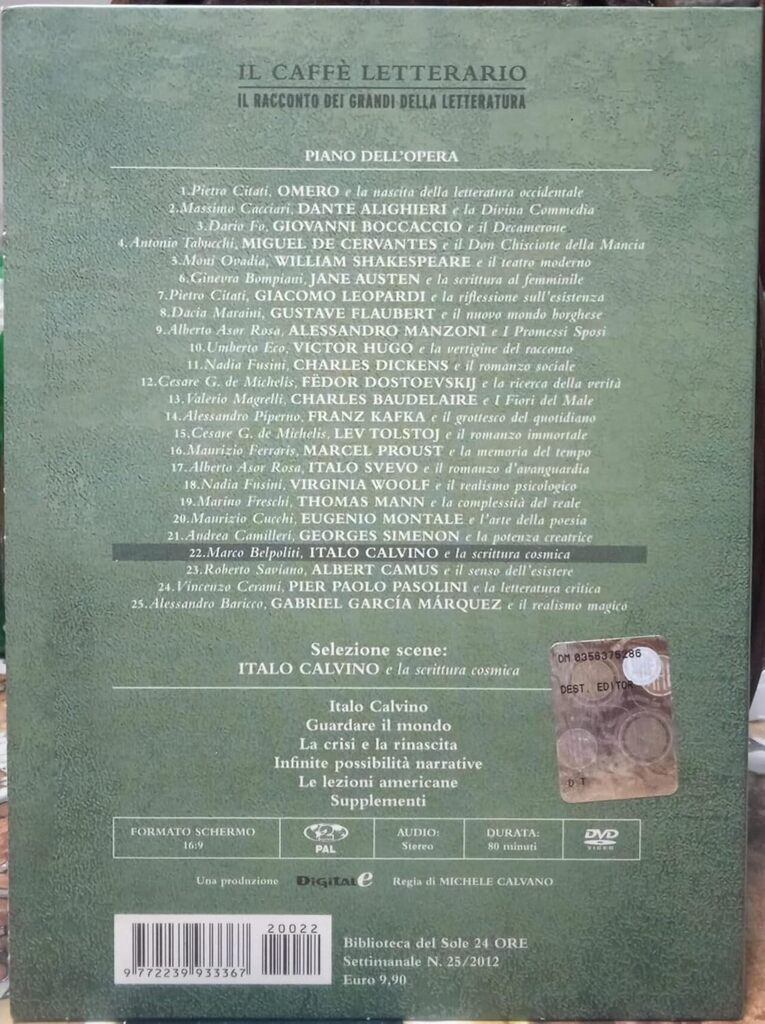 IL CAFFÈ LETTERARIO
IL RACCONTO DEI GRANDI DELLA LETTERATURA
PIANO DELL'OPERA
1. Pietro Citati, OMERO e la nascita della letteratura occidentale
2. Massimo Cacciari, DANTE ALIGHIERI e la Divina Commedia
3. Dario Fo, GIOVANNI BOCCACCIO e il Decamerone
4. Antonio Tabucchi, MIGUEL DE CERVANTES e il Don Chisciotte della Mancia
5. Moni Ovadia, WILLIAM SHAKESPEARE e il teatro moderno
6. Ginevra Bompiani, JANE AUSTEN e la scrittura al femminile
7. Pietro Citati, GIACOMO LEOPARDI e la riflessione sull'esistenza
8. Dacia Maraini, GUSTAVE FLAUBERT e il nuovo mondo borghese
9. Alberto Asor Rosa, ALESSANDRO MANZONI e I Promessi Sposi
10. Umberto Eco, VICTOR HUGO e la vertigine del racconto
11. Nadia Fusini, CHARLES DICKENS e il romanzo sociale
12. Cesare G. de Michelis, FËDOR DOSTOEVSKIJ e la ricerca della verità
13. Valerio Magrelli, CHARLES BAUDELAIRE e I Fiori del Male
14. Alessandro Piperno, FRANZ KAFKA e il grottesco del quotidiano
15. Cesare G. de Michelis, LEV TOLSTOJ e il romanzo immortale
16. Maurizio Ferraris, MARCEL PROUST e la memoria del tempo
17. Alberto Asor Rosa, ITALO SVEVO e il romanzo d'avanguardia
18. Nadia Fusini, VIRGINIA WOOLF e il realismo psicologico
19. Marino Freschi, THOMAS MANN e la complessità del reale
20. Maurizio Cucchi, EUGENIO MONTALE e l'arte della poesia
21. Andrea Camilleri, GEORGES SIMENON e la potenza creatrice
22. Marco Belpoliti, ITALO CALVINO e la scrittura cosmica
23. Roberto Saviano, ALBERT CAMUS e il senso dell'esistere
24. Vincenzo Cerami, PIER PAOLO PASOLINI e la letteratura critica
25. Alessandro Baricco, GABRIEL GARCÍA MÁRQUEZ e il realismo magico
Selezione scene:
ITALO CALVINO e la scrittura cosmica
DM 0358375286
DEST. EDITOR
D T
Italo Calvino
Guardare il mondo
La crisi e la rinascita
Infinite possibilità narrative
Le lezioni americane
Supplementi
FORMATO SCHERMO
16:9
2
PAL
AUDIO:
Stereo
DURATA:
80 minuti
DVD
VIDEO
Una produzione DIGITALe Regia di MICHELE CALVANO
20022
9 772239 933367
Biblioteca del Sole 24 ORE
Settimanale N. 25/2012
Euro 9,90